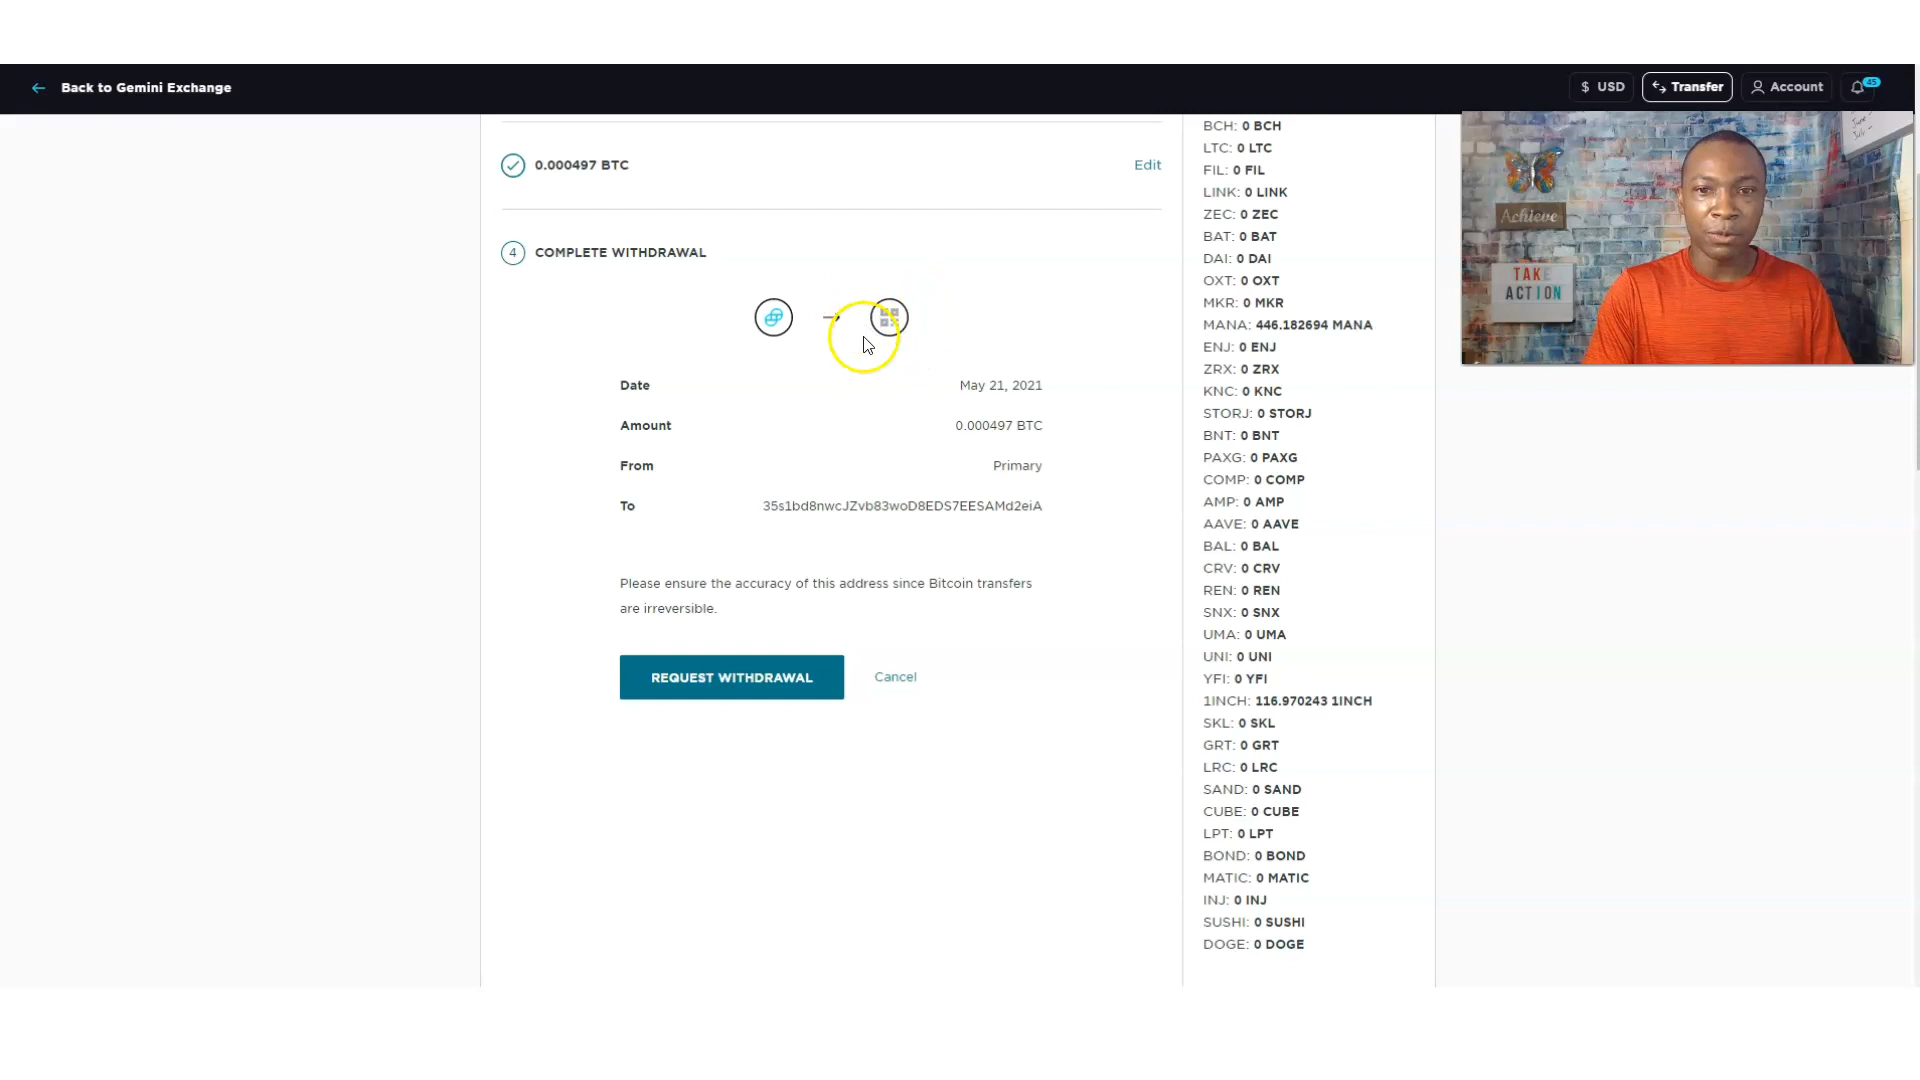 Back to Gemini Exchange
$ USD
Transfer
Account
45
0.000497 BTC
Edit
4
COMPLETE WITHDRAWAL
Date
May 21, 2021
Amount
0.000497 BTC
From
Primary
To
35s1bd8nwcJZvb83woD8EDS7EESAMd2eiA
Please ensure the accuracy of this address since Bitcoin transfers
are irreversible.
REQUEST WITHDRAWAL
Cancel
BCH: 0 BCH
LTC: 0 LTC
FIL: 0 FIL
LINK: 0 LINK
ZEC: 0 ZEC
BAT: 0 BAT
DAI: 0 DAI
OXT: 0 OXT
MKR: 0 MKR
MANA: 446.182694 MANA
ENJ: 0 ENJ
ZRX: 0 ZRX
KNC: 0 KNC
STORJ: 0 STORJ
BNT: 0 BNT
PAXG: 0 PAXG
COMP: 0 COMP
AMP: 0 AMP
AAVE: 0 AAVE
BAL: 0 BAL
CRV: 0 CRV
REN: 0 REN
SNX: 0 SNX
UMA: 0 UMA
UNI: 0 UNI
YFI: 0 YFI
1INCH: 116.970243 1INCH
SKL: 0 SKL
GRT: 0 GRT
LRC: 0 LRC
SAND: 0 SAND
CUBE: 0 CUBE
LPT: 0 LPT
BOND: 0 BOND
MATIC: 0 MATIC
INJ: 0 INJ
SUSHI: 0 SUSHI
DOGE: 0 DOGE
Achieve
TAKE
ACTION
June
July